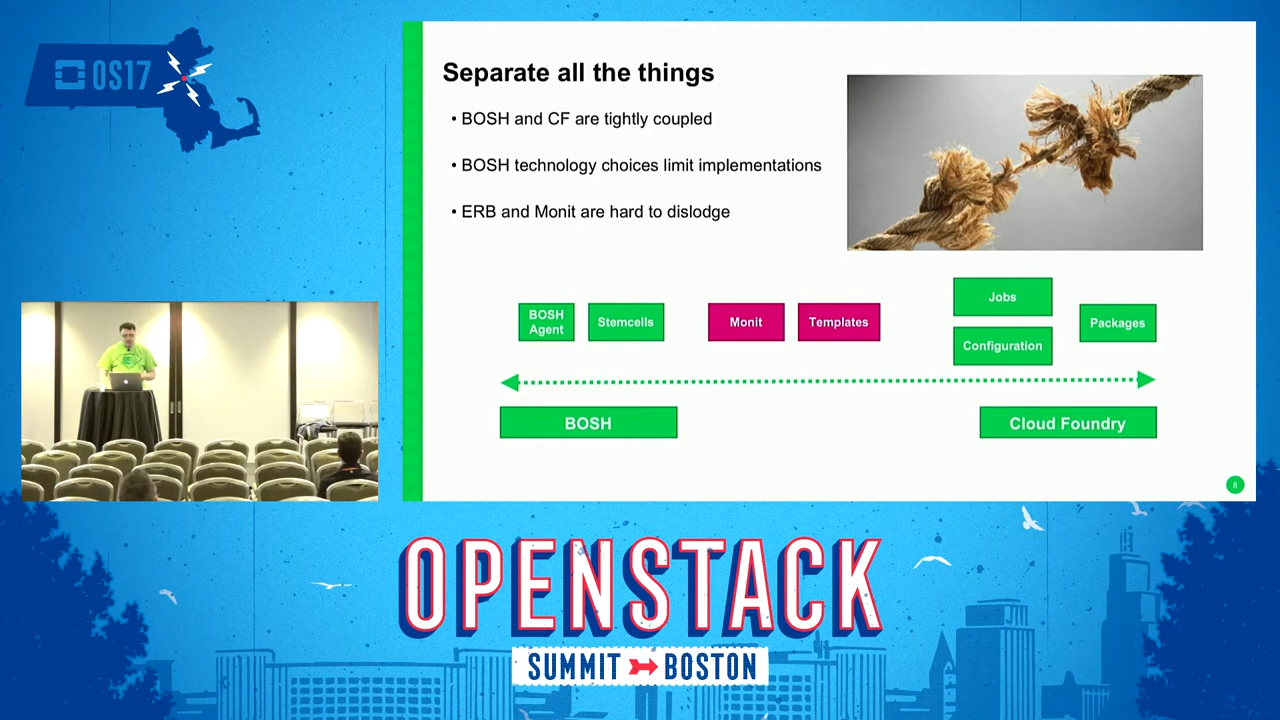 OS17
Separate all the things
• BOSH and CF are tightly coupled
• BOSH technology choices limit implementations
• ERB and Monit are hard to dislodge
BOSH
Agent
Stemcells
Monit
Templates
Jobs
Configuration
Packages
BOSH
Cloud Foundry
8
OPENSTACK
SUMMIT BOSTON